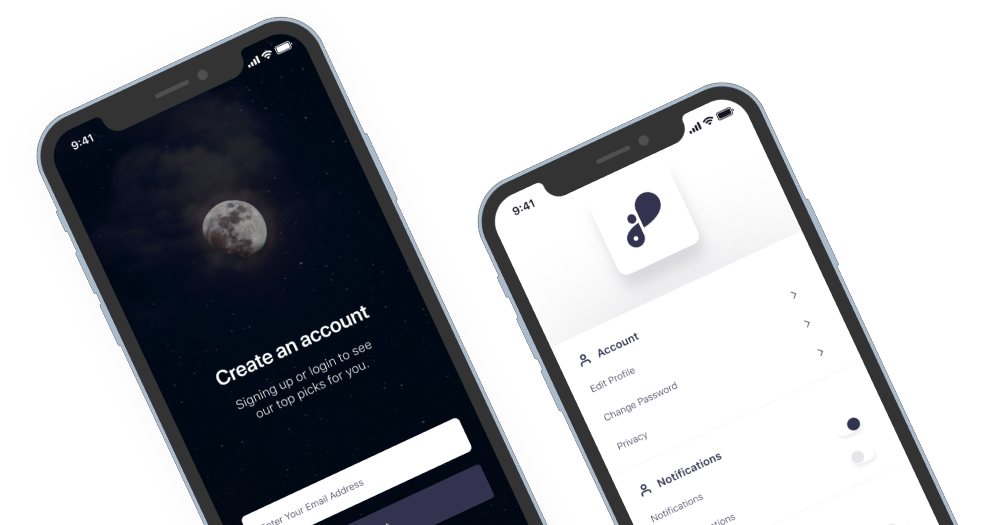 9:41
Create an account
Signing up or login to see
our top picks for you.
Enter Your Email Address
9:41
Account
Edit Profile
Change Password
Privacy
Notifications
Notifications